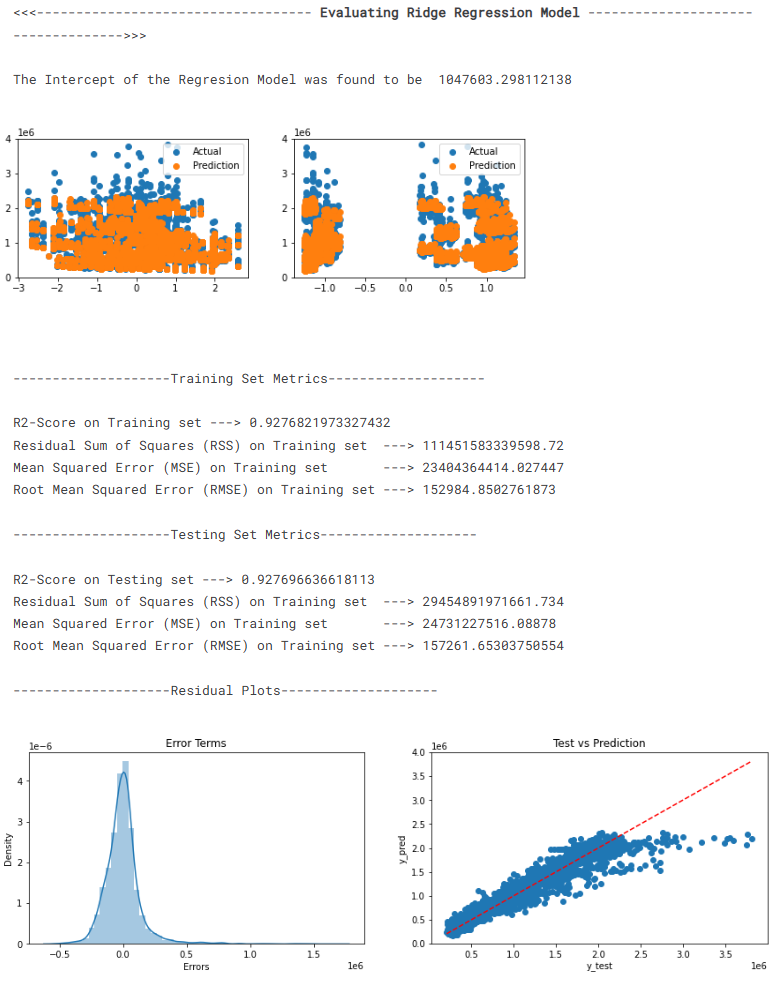 <<<----------------------------------- Evaluating Ridge Regression Model ---------------------
-------------->>>
The Intercept of the Regresion Model was found to be  1047603.298112138
1e6
1e6
4
Actual
Prediction
4
Actual
Prediction
3
3
2
2
1
1
0
0
−3 −2 −1 0 1 2
−1.0 −0.5 0.0 0.5 1.0
--------------------Training Set Metrics--------------------
R2-Score on Training set ---> 0.9276821973327432
Residual Sum of Squares (RSS) on Training set  ---> 111451583339598.72
Mean Squared Error (MSE) on Training set       ---> 23404364414.027447
Root Mean Squared Error (RMSE) on Training set ---> 152984.8502761873
--------------------Testing Set Metrics--------------------
R2-Score on Testing set ---> 0.927696636618113
Residual Sum of Squares (RSS) on Training set  ---> 29454891971661.734
Mean Squared Error (MSE) on Training set       ---> 24731227516.08878
Root Mean Squared Error (RMSE) on Training set ---> 157261.65303750554
--------------------Residual Plots--------------------
Error Terms
1e−6
4
3
2
1
0
Density
−0.5 0.0 0.5 1.0 1.5
Errors
1e6
Test vs Prediction
1e6
4.0
3.5
3.0
2.5
2.0
1.5
1.0
0.5
0.0
y_pred
0.5 1.0 1.5 2.0 2.5 3.0 3.5
y_test
1e6